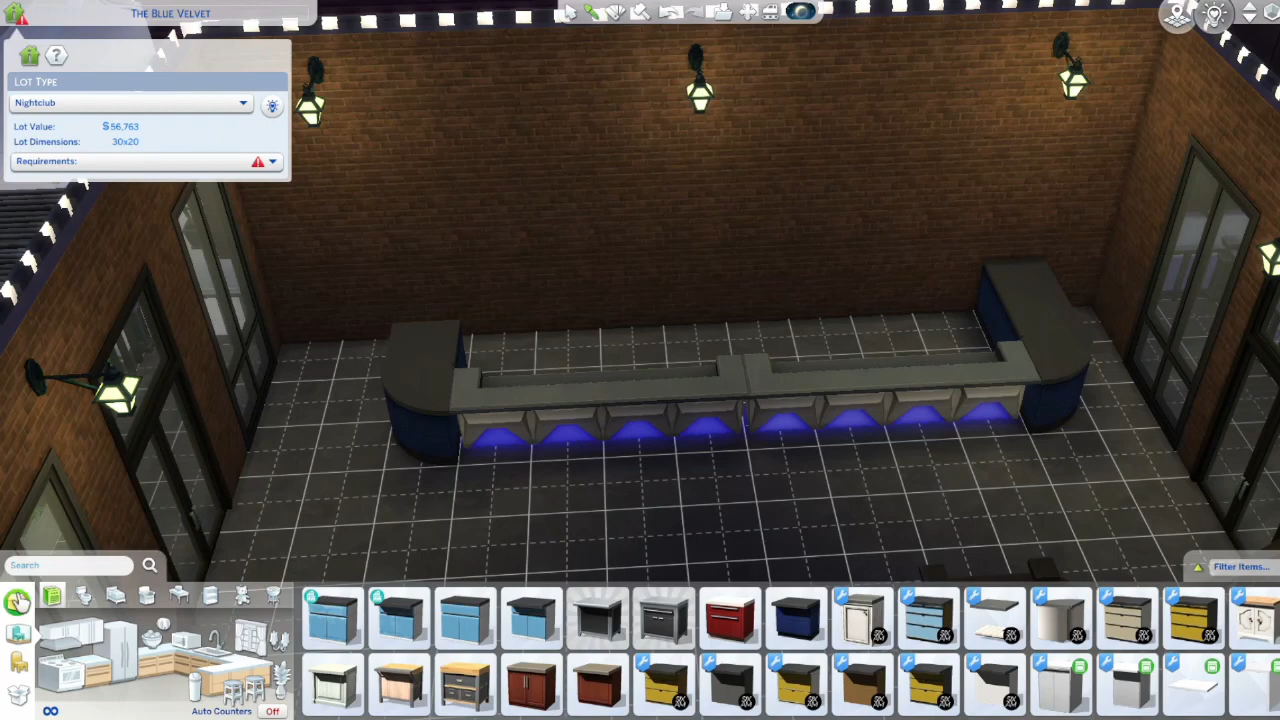 THE BLUE VELVET
?
LOT TYPE
Nightclub
Lot Value: $56,763
Lot Dimensions: 30x20
Requirements:
Search
Filter Items...
Auto Counters Off